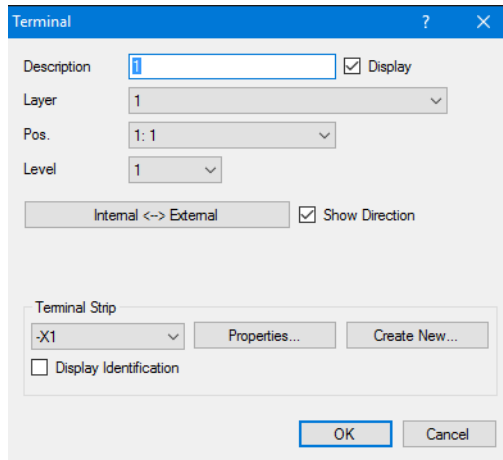 Terminal ?
Description 1 Display
Layer 1
Pos. 1: 1
Level 1
Internal <--> External Show Direction
Terminal Strip
-X1 Properties... Create New...
Display Identification
OK Cancel